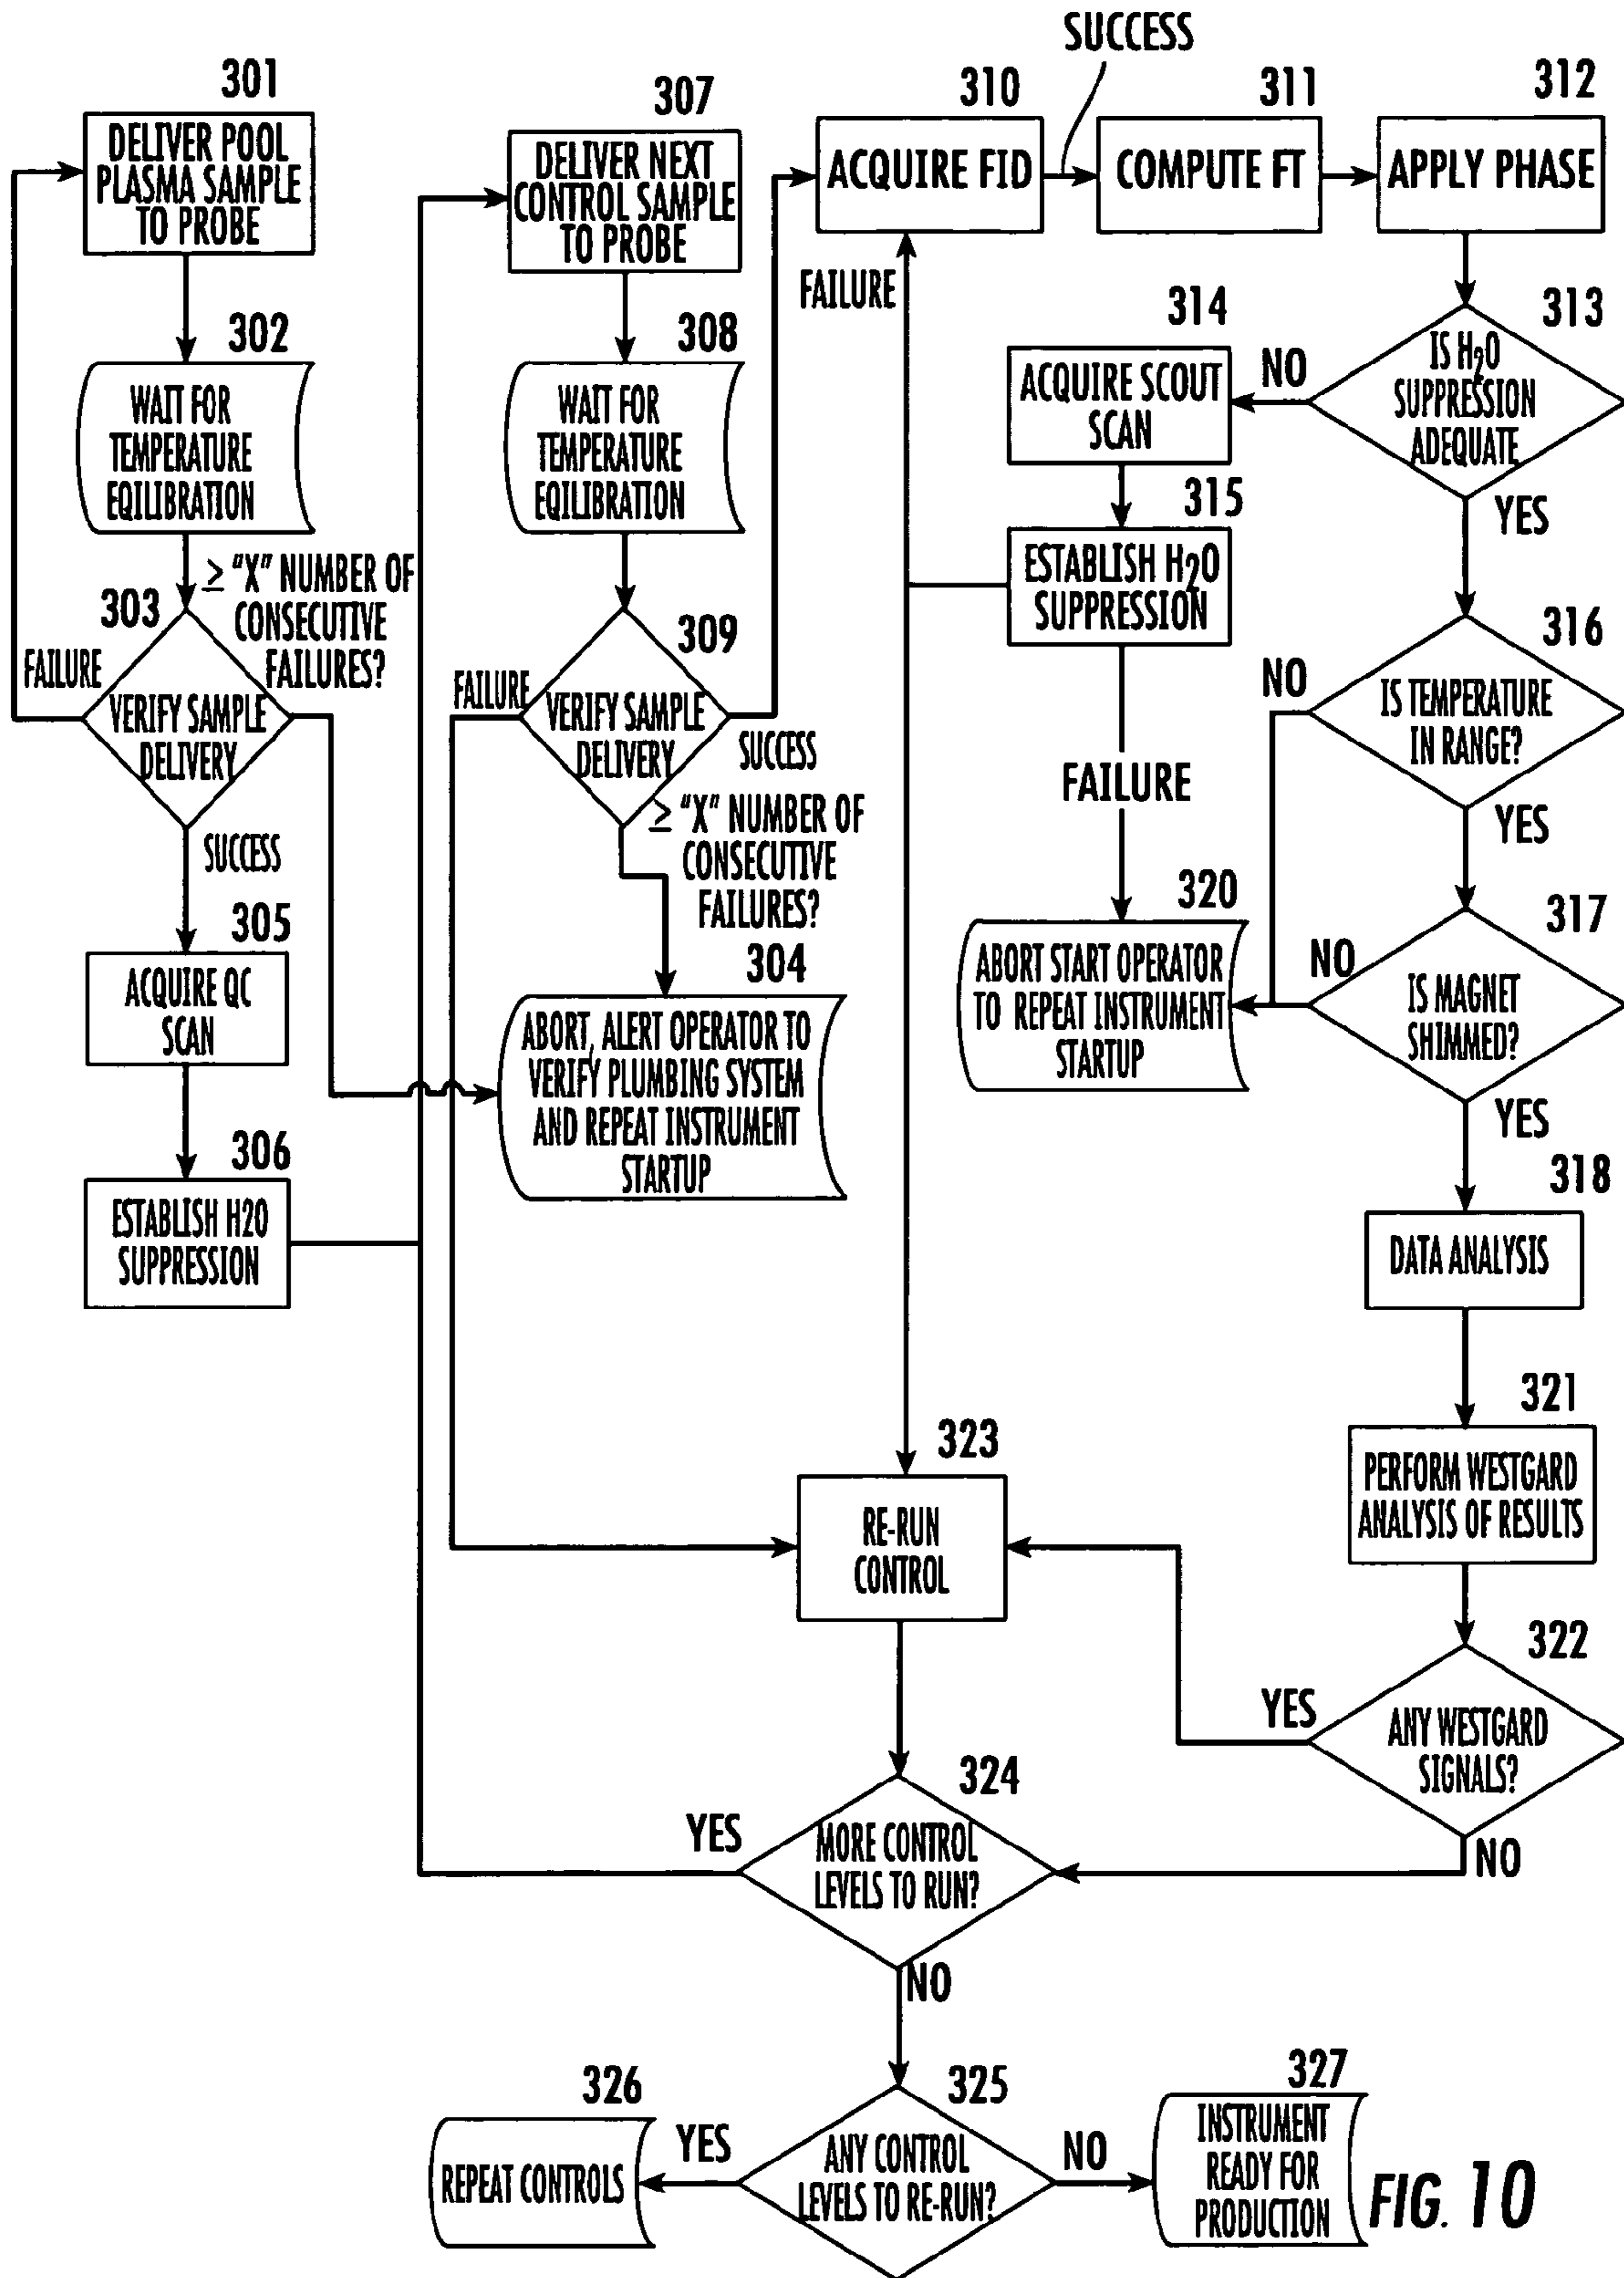 301
DELIVER POOL
PLASMA SAMPLE
TO PROBE
302
WAIT FOR
TEMPERATURE
EQILIBRATION
≥ "X" NUMBER OF
CONSECUTIVE
FAILURES?
303
FAILURE
VERIFY SAMPLE
DELIVERY
SUCCESS
305
ACQUIRE QC
SCAN
306
ESTABLISH H2O
SUPPRESSION
307
DELIVER NEXT
CONTROL SAMPLE
TO PROBE
308
WAIT FOR
TEMPERATURE
EQILIBRATION
309
FAILURE
VERIFY SAMPLE
DELIVERY
SUCCESS
≥ "X" NUMBER OF
CONSECUTIVE
FAILURES?
304
ABORT, ALERT OPERATOR TO
VERIFY PLUMBING SYSTEM
AND REPEAT INSTRUMENT
STARTUP
SUCCESS
310
ACQUIRE FID
FAILURE
311
COMPUTE FT
312
APPLY PHASE
313
IS H₂O
SUPPRESSION
ADEQUATE
NO
YES
314
ACQUIRE SCOUT
SCAN
315
ESTABLISH H₂O
SUPPRESSION
FAILURE
316
IS TEMPERATURE
IN RANGE?
NO
YES
317
IS MAGNET
SHIMMED?
NO
YES
320
ABORT START OPERATOR
TO REPEAT INSTRUMENT
STARTUP
318
DATA ANALYSIS
321
PERFORM WESTGARD
ANALYSIS OF RESULTS
322
ANY WESTGARD
SIGNALS?
YES
NO
323
RE-RUN
CONTROL
324
MORE CONTROL
LEVELS TO RUN?
YES
NO
325
ANY CONTROL
LEVELS TO RE-RUN?
YES
NO
326
REPEAT CONTROLS
327
INSTRUMENT
READY FOR
PRODUCTION
FIG. 10